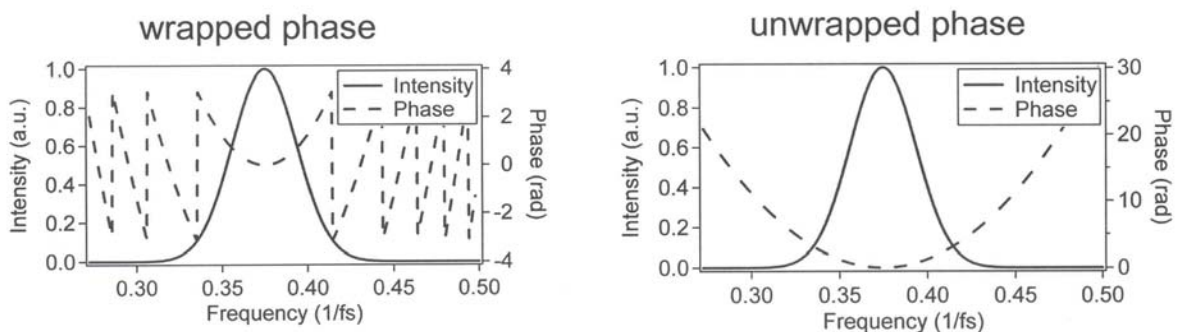 wrapped phase
Intensity (a.u.)
1.0
0.8
0.6
0.4
0.2
0.0
Intensity
Phase
4
2
0
-2
-4
Phase (rad)
0.30
0.35
0.40
0.45
0.50
Frequency (1/fs)
unwrapped phase
Intensity (a.u.)
1.0
0.8
0.6
0.4
0.2
0.0
Intensity
Phase
30
20
10
0
Phase (rad)
0.30
0.35
0.40
0.45
0.50
Frequency (1/fs)